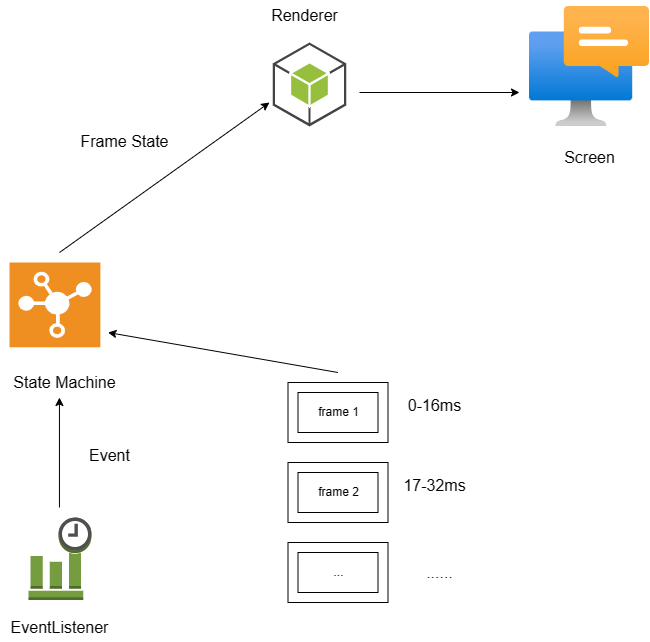 Renderer
Frame State
Screen
State Machine
frame 1
0-16ms
Event
frame 2
17-32ms
...
......
EventListener